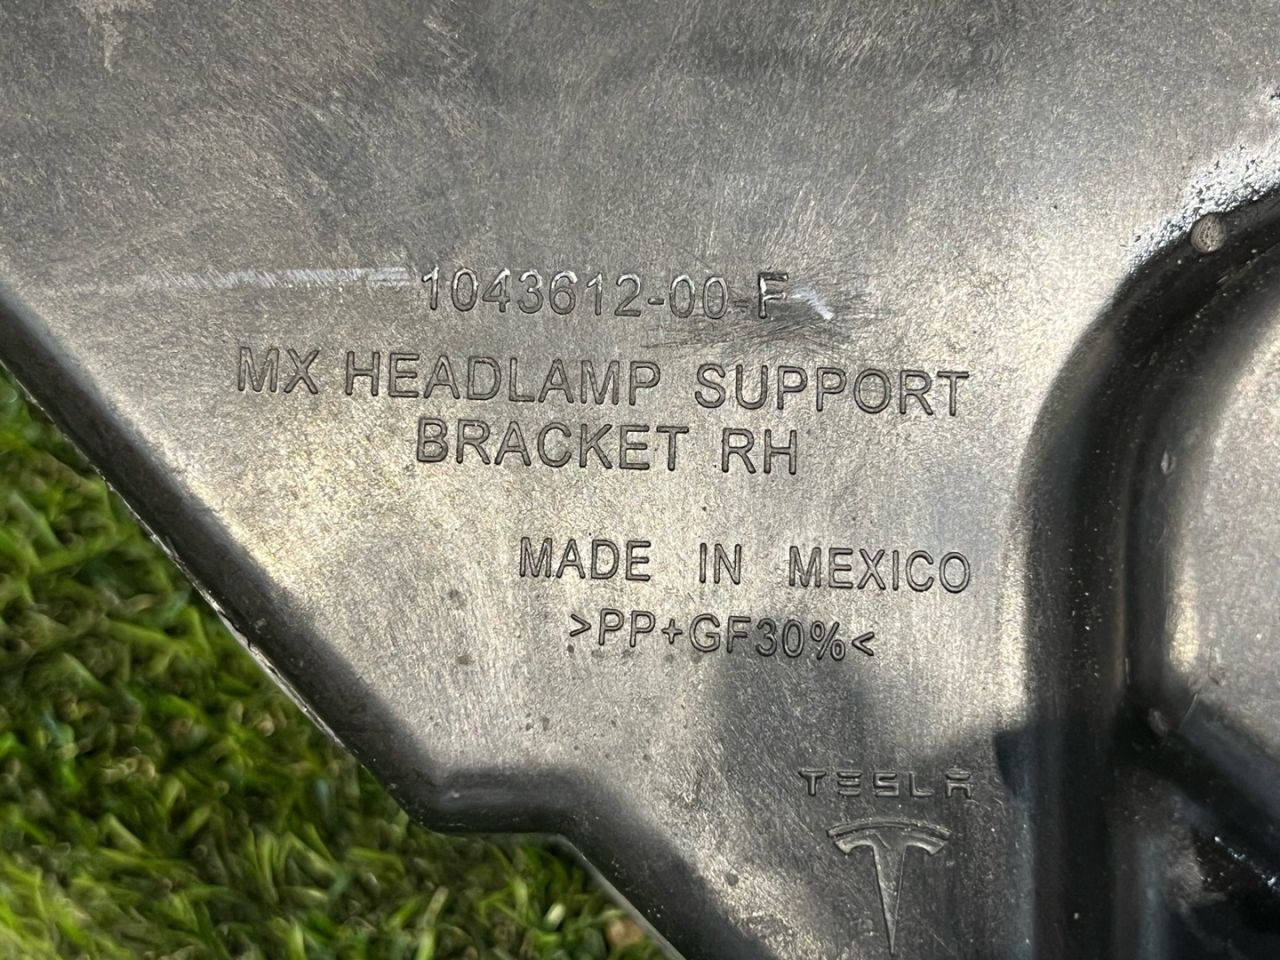 1043612-00-F
MX HEADLAMP SUPPORT
BRACKET RH
MADE IN MEXICO
>PP+GF30%<
TESLA